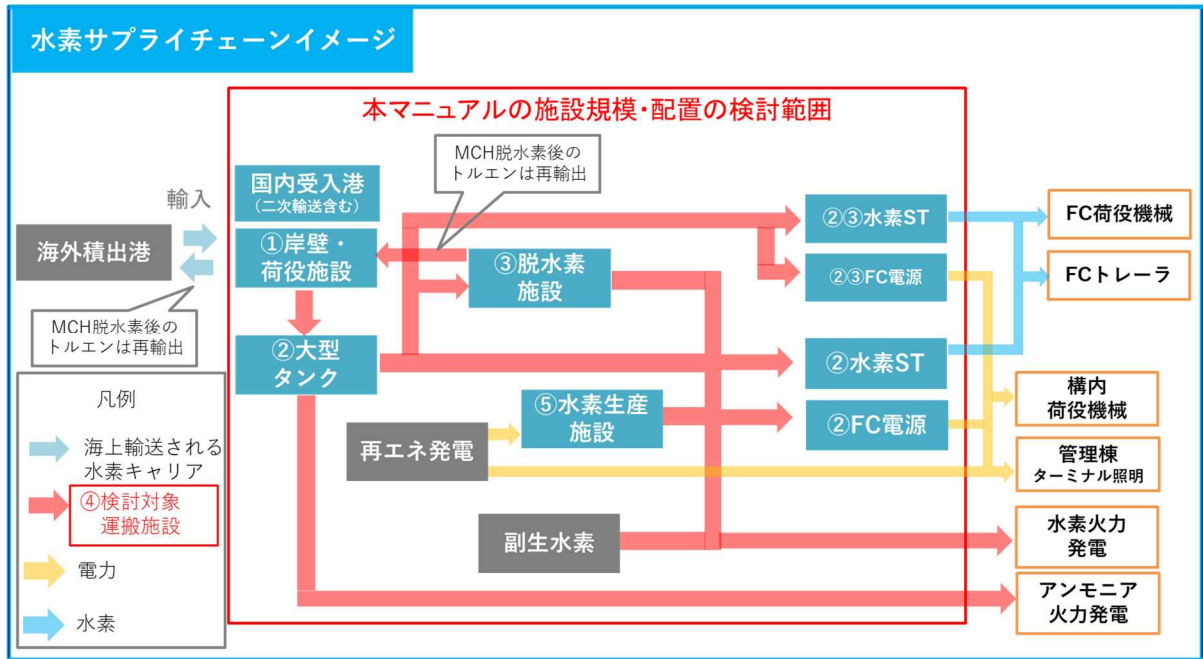 水素サプライチェーンイメージ
本マニュアルの施設規模・配置の検討範囲
MCH脱水素後の
トルエンは再輸出
国内受入港
（二次輸送含む）
輸入
海外積出港
①岸壁・
荷役施設
③脱水素
施設
②③水素ST
②③FC電源
FC荷役機械
FCトレーラ
MCH脱水素後の
トルエンは再輸出
②大型
タンク
②水素ST
⑤水素生産
施設
②FC電源
再エネ発電
構内
荷役機械
管理棟
ターミナル照明
副生水素
水素火力
発電
アンモニア
火力発電
凡例
海上輸送される
水素キャリア
④検討対象
運搬施設
電力
水素